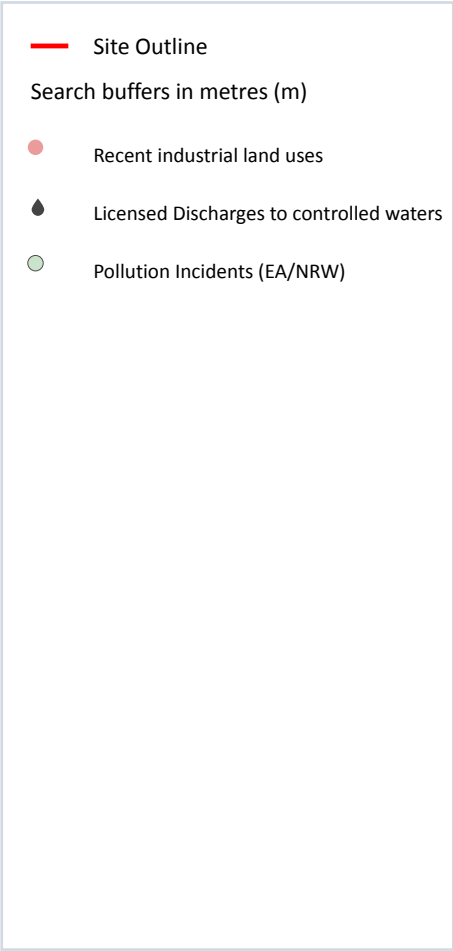 Site Outline
Search buffers in metres (m)
Recent industrial land uses
Licensed Discharges to controlled waters
Pollution Incidents (EA/NRW)